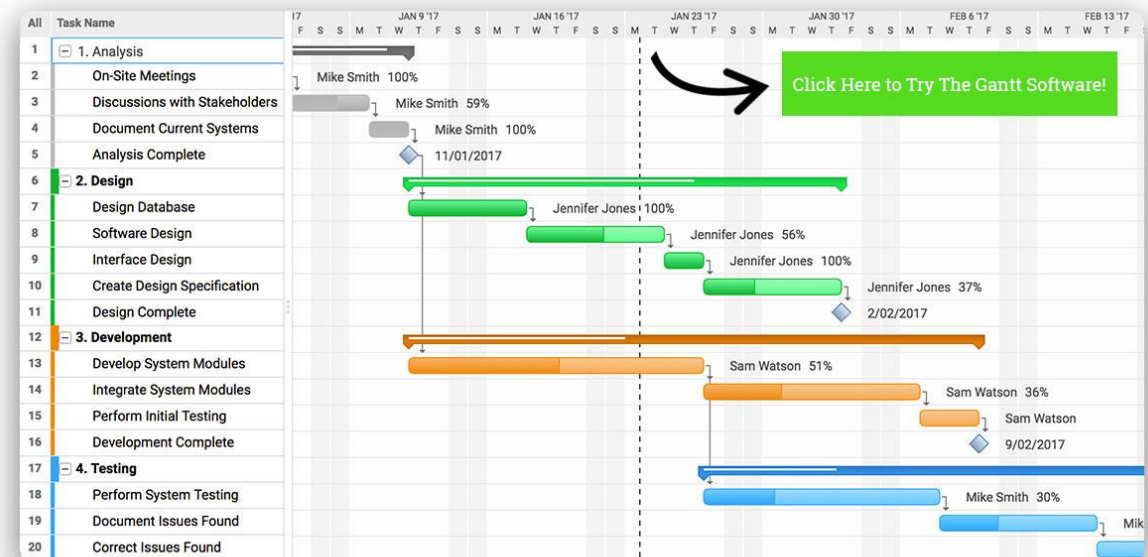 All Task Name 17 JAN 9 '17 JAN 16 '17 JAN 23 '17 JAN 30 '17 FEB 6 '17 FEB 13 '17
F S S M T W T F S S M T W T F S S M T W T F S S M T W T F S S M T W T F S S M T W
1 1. Analysis
2 On-Site Meetings Mike Smith 100%
Click Here to Try The Gantt Software!
3 Discussions with Stakeholders Mike Smith 59%
4 Document Current Systems Mike Smith 100%
5 Analysis Complete 11/01/2017
6 2. Design
7 Design Database Jennifer Jones 100%
8 Software Design Jennifer Jones 56%
9 Interface Design Jennifer Jones 100%
10 Create Design Specification Jennifer Jones 37%
11 Design Complete 2/02/2017
12 3. Development
13 Develop System Modules Sam Watson 51%
14 Integrate System Modules Sam Watson 36%
15 Perform Initial Testing Sam Watson
16 Development Complete 9/02/2017
17 4. Testing
18 Perform System Testing Mike Smith 30%
19 Document Issues Found Mik
20 Correct Issues Found